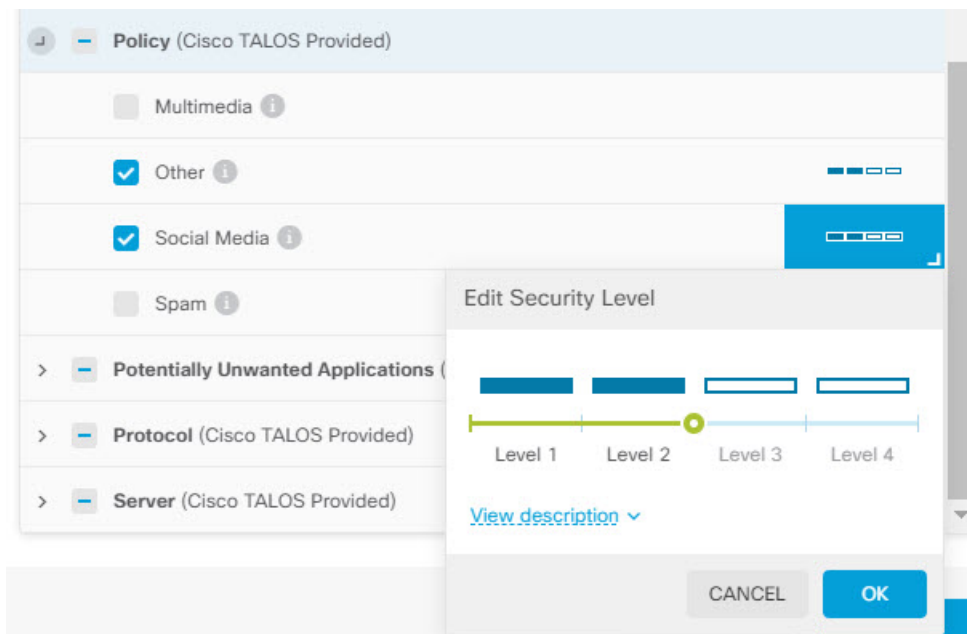 Policy (Cisco TALOS Provided)
Multimedia
Other
Social Media
Spam
Edit Security Level
Potentially Unwanted Applications (
Level 1 Level 2 Level 3 Level 4
Protocol (Cisco TALOS Provided)
Server (Cisco TALOS Provided)
View description
CANCEL OK